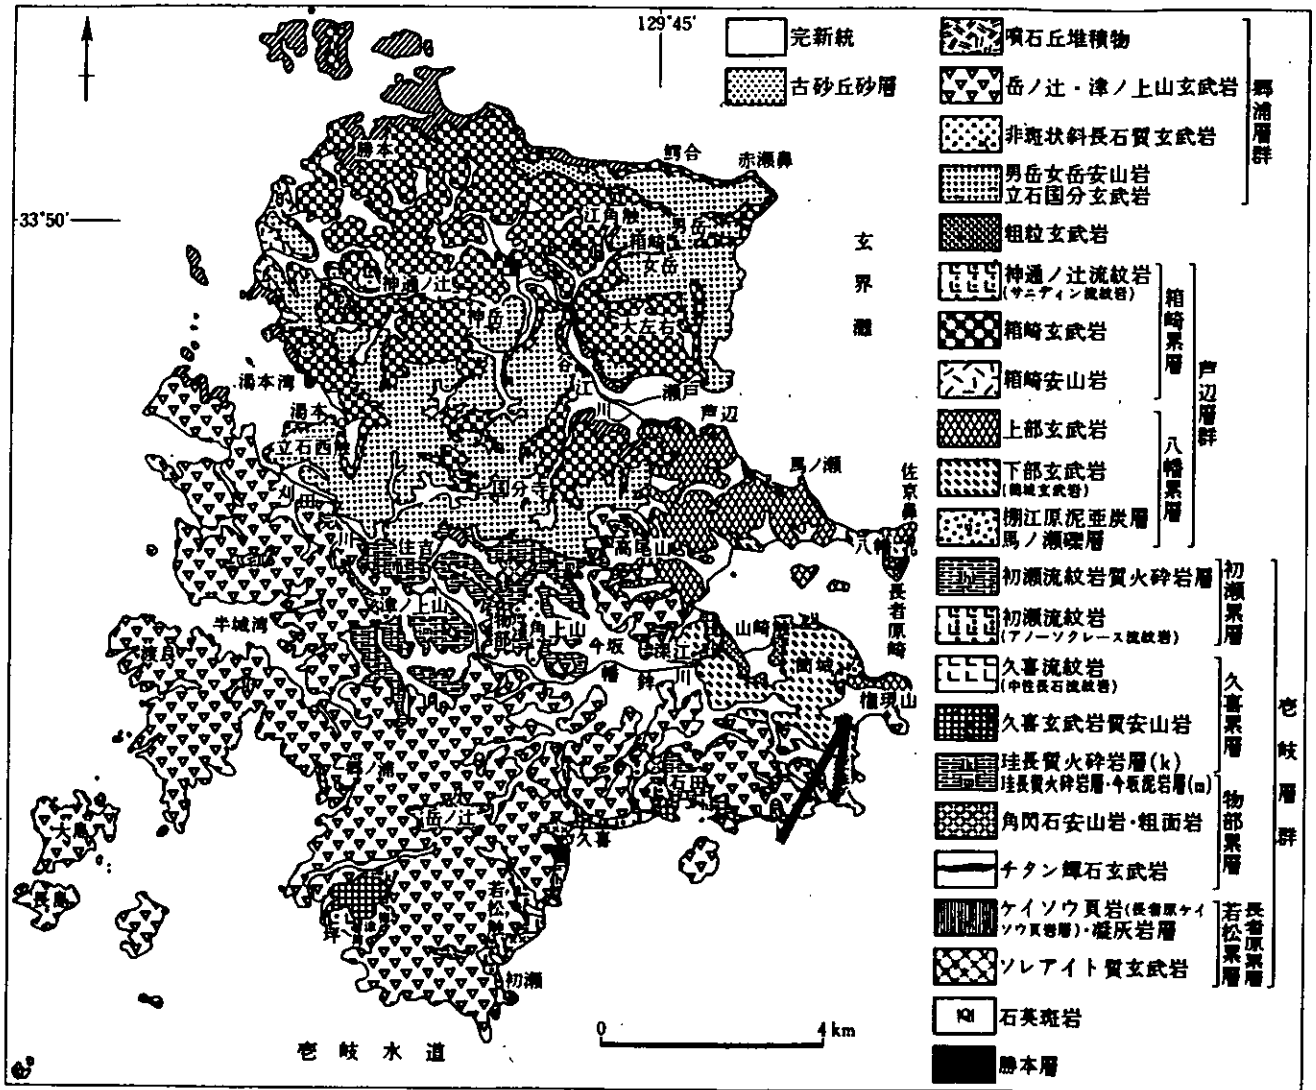 129°45′
33°50′
完新統
古砂丘砂層
噴石丘堆積物
岳ノ辻・津ノ上山玄武岩
非斑状斜長石質玄武岩
男岳女岳安山岩
立石国分玄武岩
郷浦層群
粗粒玄武岩
神通ノ辻流紋岩
(サニディン流紋岩)
箱崎玄武岩
箱崎安山岩
箱崎累層
上部玄武岩
下部玄武岩
(筒城玄武岩)
棚江原泥亜炭層
馬ノ瀬礫層
八幡累層
芦辺層群
初瀬流紋岩質火砕岩層
初瀬流紋岩
(アノーソクレース流紋岩)
初瀬累層
久喜流紋岩
(中性長石流紋岩)
久喜玄武岩質安山岩
珪長質火砕岩層(k)
珪長質火砕岩層・今坂泥岩層(m)
久喜累層
角閃石安山岩・粗面岩
チタン輝石玄武岩
物部累層
ケイソウ頁岩(長者原ケイ
ソウ頁岩層)・凝灰岩層
ソレアイト質玄武岩
若松累層
長者原累層
壱岐層群
石英斑岩
勝本層
勝本
鍔合
赤瀬鼻
江角触
男岳
箱崎
女岳
玄界灘
神通ノ辻
神岳
大左右
谷江川
瀬戸
湯本湾
湯本
芦辺
立石西触
馬ノ瀬
佐京鼻
国分寺
刈田院川
住吉
高尾山
八幡
長者原崎
津ノ上山
物部
角
上山
半城湾
今坂
深江
山崎
筒城
幡鉾川
渡良
権現山
郷ノ浦
石田
岳ノ辻
久喜
大島
長島
若松触
坪
初瀬
壱岐水道
0
4 km